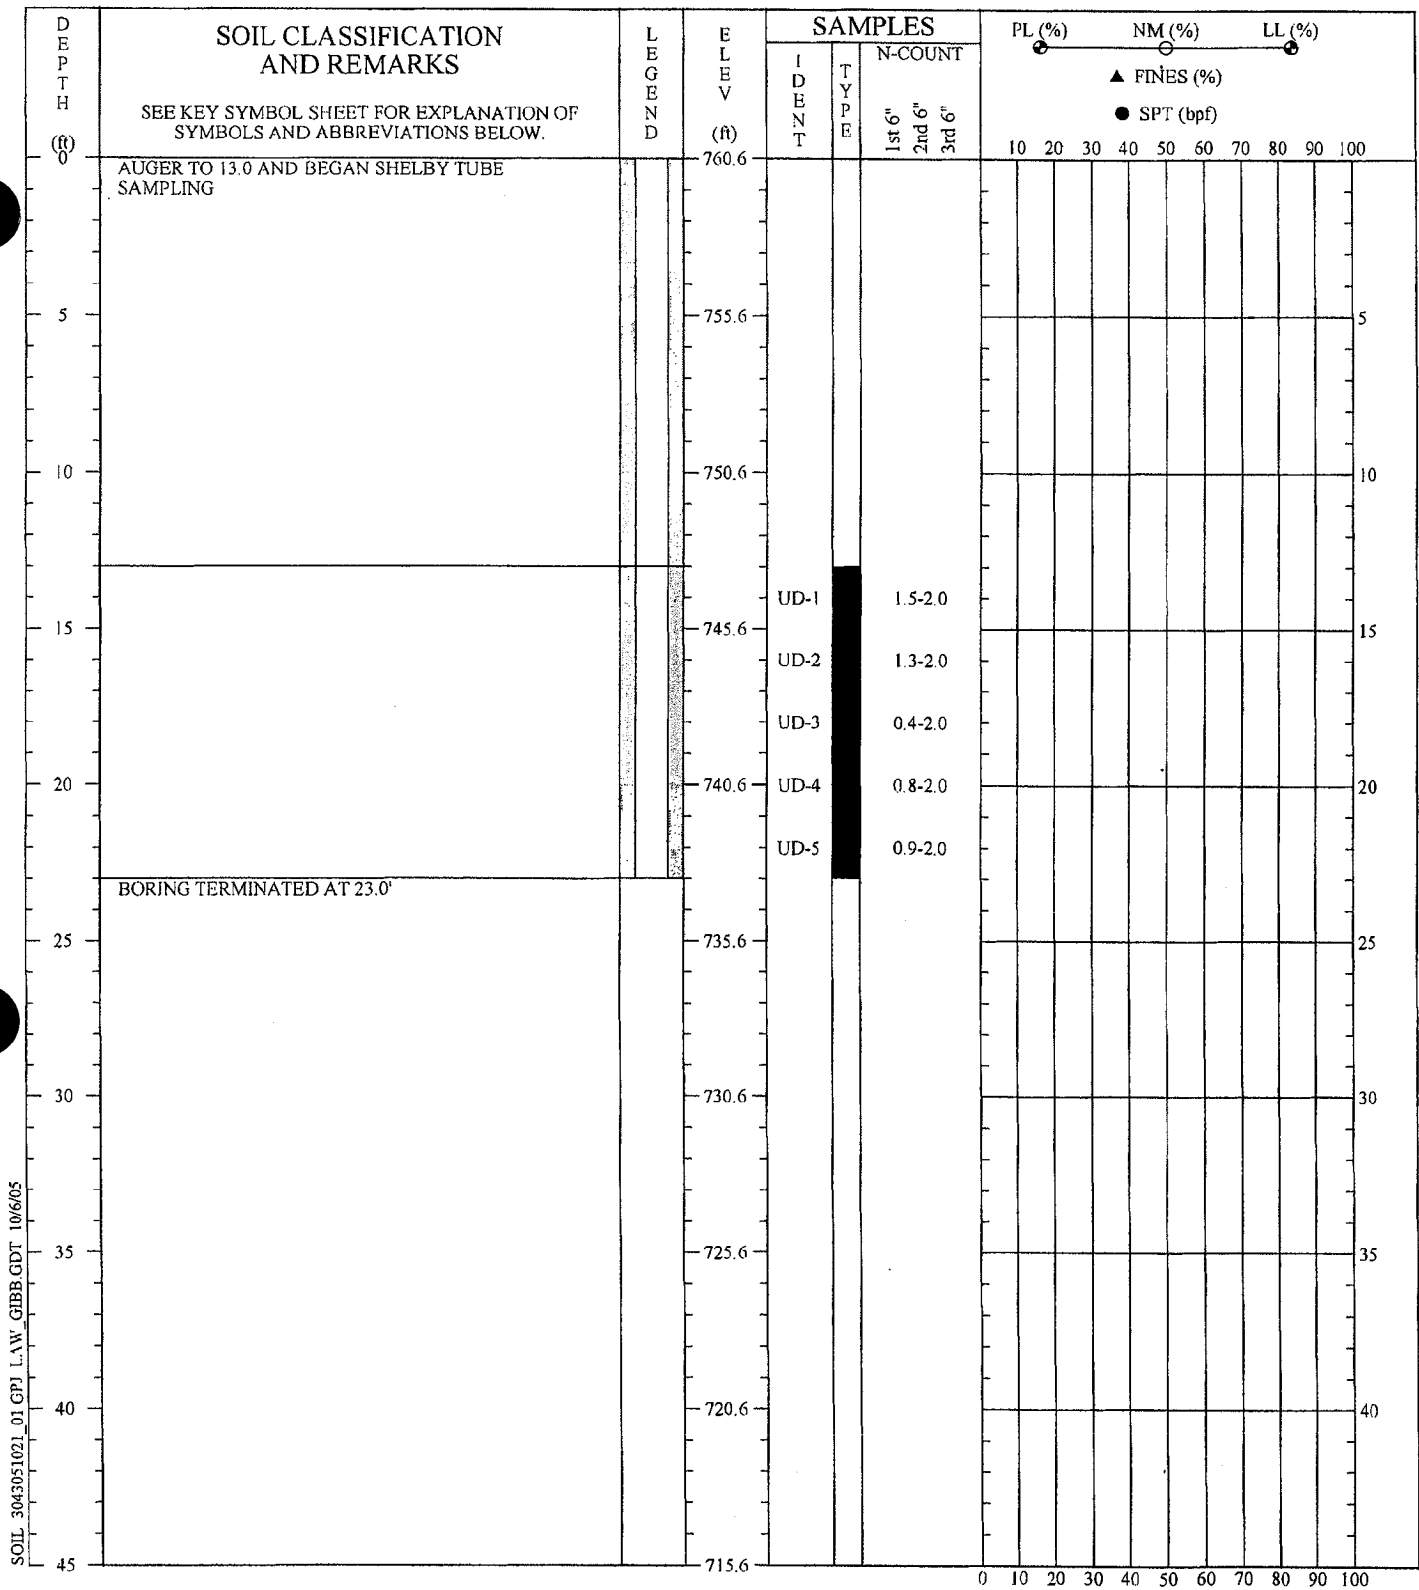 DEPTH
(ft)
SOIL CLASSIFICATION
AND REMARKS
SEE KEY SYMBOL SHEET FOR EXPLANATION OF
SYMBOLS AND ABBREVIATIONS BELOW.
LEGEND
ELEV
(ft)
SAMPLES
IDENT
TYPE
N-COUNT
1st 6"
2nd 6"
3rd 6"
PL (%) NM (%) LL (%)
▲ FINES (%)
● SPT (bpf)
10 20 30 40 50 60 70 80 90 100
0 760.6
AUGER TO 13.0 AND BEGAN SHELBY TUBE
SAMPLING
5 755.6 5
10 750.6 10
UD-1 1.5-2.0
15 745.6 15
UD-2 1.3-2.0
UD-3 0.4-2.0
20 740.6 UD-4 0.8-2.0 20
UD-5 0.9-2.0
BORING TERMINATED AT 23.0'
25 735.6 25
30 730.6 30
35 725.6 35
40 720.6 40
45 715.6
0 10 20 30 40 50 60 70 80 90 100
SOIL 3043051021_01 GPJ LAW_GIBB.GDT 10/6/05